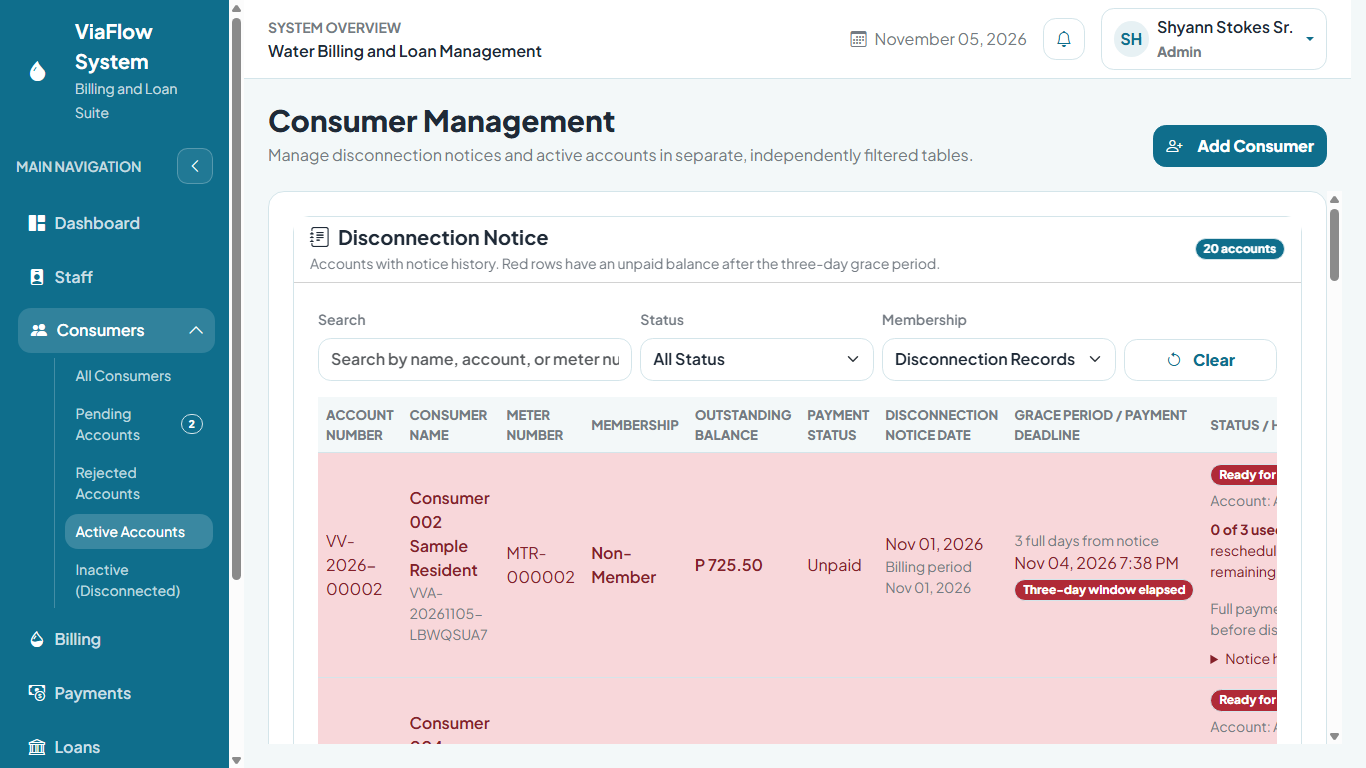 ViaFlow
System
Billing and Loan
Suite
MAIN NAVIGATION
Dashboard
Staff
Consumers
All Consumers
Pending
Accounts
2
Rejected
Accounts
Active Accounts
Inactive
(Disconnected)
Billing
Payments
Loans
SYSTEM OVERVIEW
Water Billing and Loan Management
November 05, 2026
SH
Shyann Stokes Sr.
Admin
Consumer Management
Manage disconnection notices and active accounts in separate, independently filtered tables.
Add Consumer
Disconnection Notice
Accounts with notice history. Red rows have an unpaid balance after the three-day grace period.
20 accounts
Search
Status
Membership
Search by name, account, or meter nu
All Status
Disconnection Records
Clear
ACCOUNT NUMBER
CONSUMER NAME
METER NUMBER
MEMBERSHIP
OUTSTANDING BALANCE
PAYMENT STATUS
DISCONNECTION NOTICE DATE
GRACE PERIOD / PAYMENT DEADLINE
STATUS / H
VV-
2026-
00002
Consumer
002
Sample
Resident
VVA-
20261105-
LBWQSUA7
MTR-
000002
Non-
Member
P 725.50
Unpaid
Nov 01, 2026
Billing period
Nov 01, 2026
3 full days from notice
Nov 04, 2026 7:38 PM
Three-day window elapsed
Ready for
Account: A
0 of 3 used
reschedul
remaining
Full payme
before dis
Notice h
Consumer
Ready for
Account: A